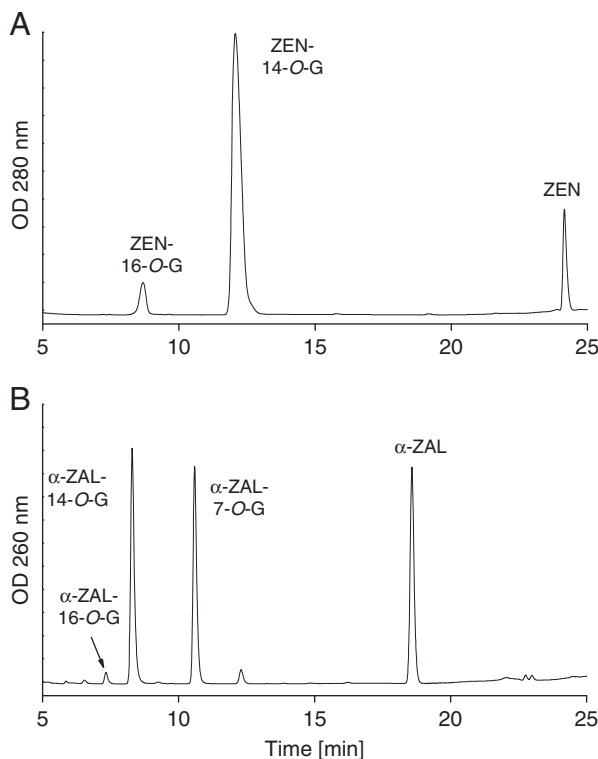 A
OD 280 nm
ZEN-
16-O-G
ZEN-
14-O-G
ZEN
5 10 15 20 25
B
OD 260 nm
α-ZAL-
14-O-G
α-ZAL-
16-O-G
α-ZAL-
7-O-G
α-ZAL
5 10 15 20 25
Time [min]